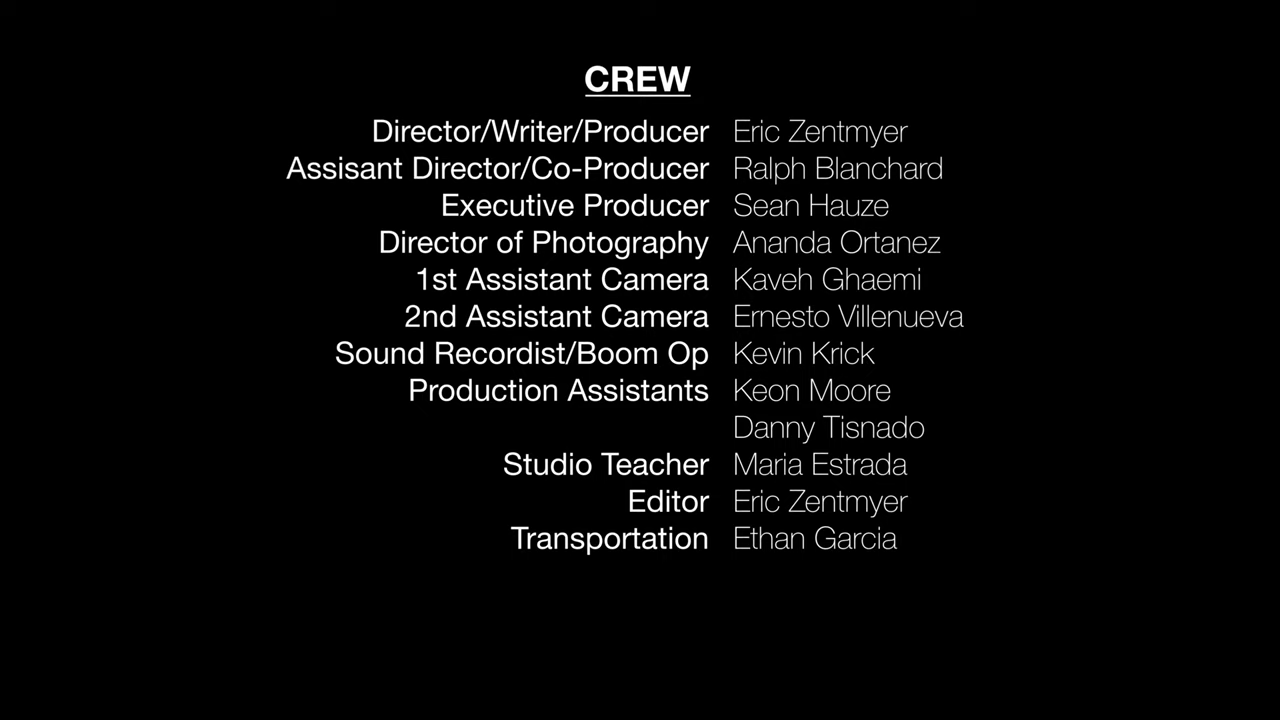 CREW
Director/Writer/Producer Eric Zentmyer
Assisant Director/Co-Producer Ralph Blanchard
Executive Producer Sean Hauze
Director of Photography Ananda Ortanez
1st Assistant Camera Kaveh Ghaemi
2nd Assistant Camera Ernesto Villenueva
Sound Recordist/Boom Op Kevin Krick
Production Assistants Keon Moore
Danny Tisnado
Studio Teacher Maria Estrada
Editor Eric Zentmyer
Transportation Ethan Garcia